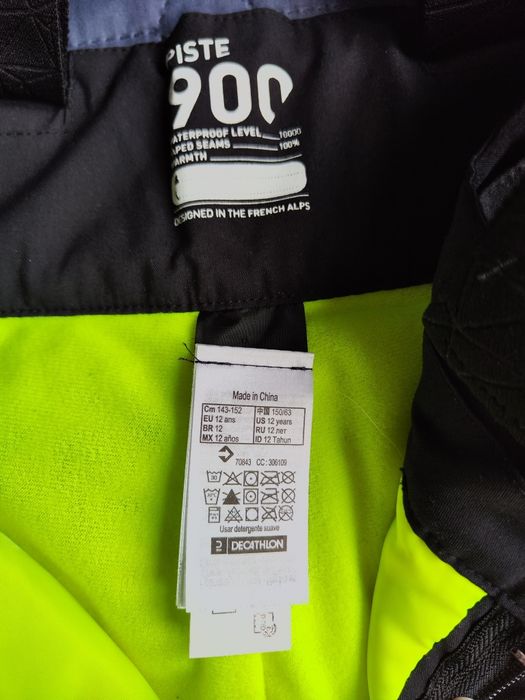 PISTE
900
WATERPROOF LEVEL 10000
TAPED SEAMS 100%
WARMTH
DESIGNED IN THE FRENCH ALPS
Made in China
Cm 143-152
EU 12 ans
BR 12
MX 12 años
中国 150/63
US 12 years
RU 12 лет
ID 12 Tahun
70843 CC: 306109
Usar detergente suave
DECATHLON